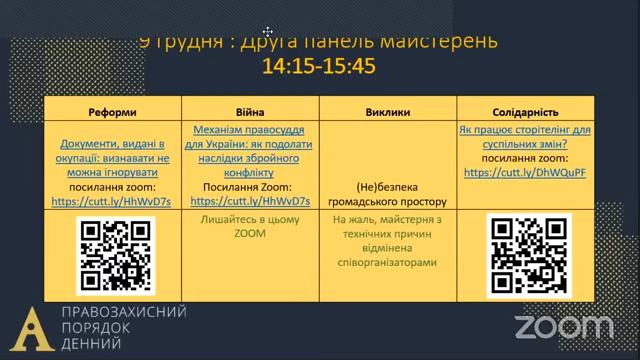 9 грудня : Друга панель майстерень
14:15-15:45
Реформи
Війна
Виклики
Солідарність
Документи, видані в
окупації: визнавати не
можна ігнорувати
посилання zoom:
https://cutt.ly/HhWvD7s
Механізм правосуддя
для України: як подолати
наслідки збройного
конфлікту
Посилання Zoom:
https://cutt.ly/HhWvD7s
(Не)безпека
громадського простору
Як працює сторітелінг для
суспільних змін?
посилання zoom:
https://cutt.ly/DhWQuPF
Лишайтесь в цьому
ZOOM
На жаль, майстерня з
технічних причин
відмінена
співорганізаторами
ПРАВОЗАХИСНИЙ
ПОРЯДОК
ДЕННИЙ
zoom